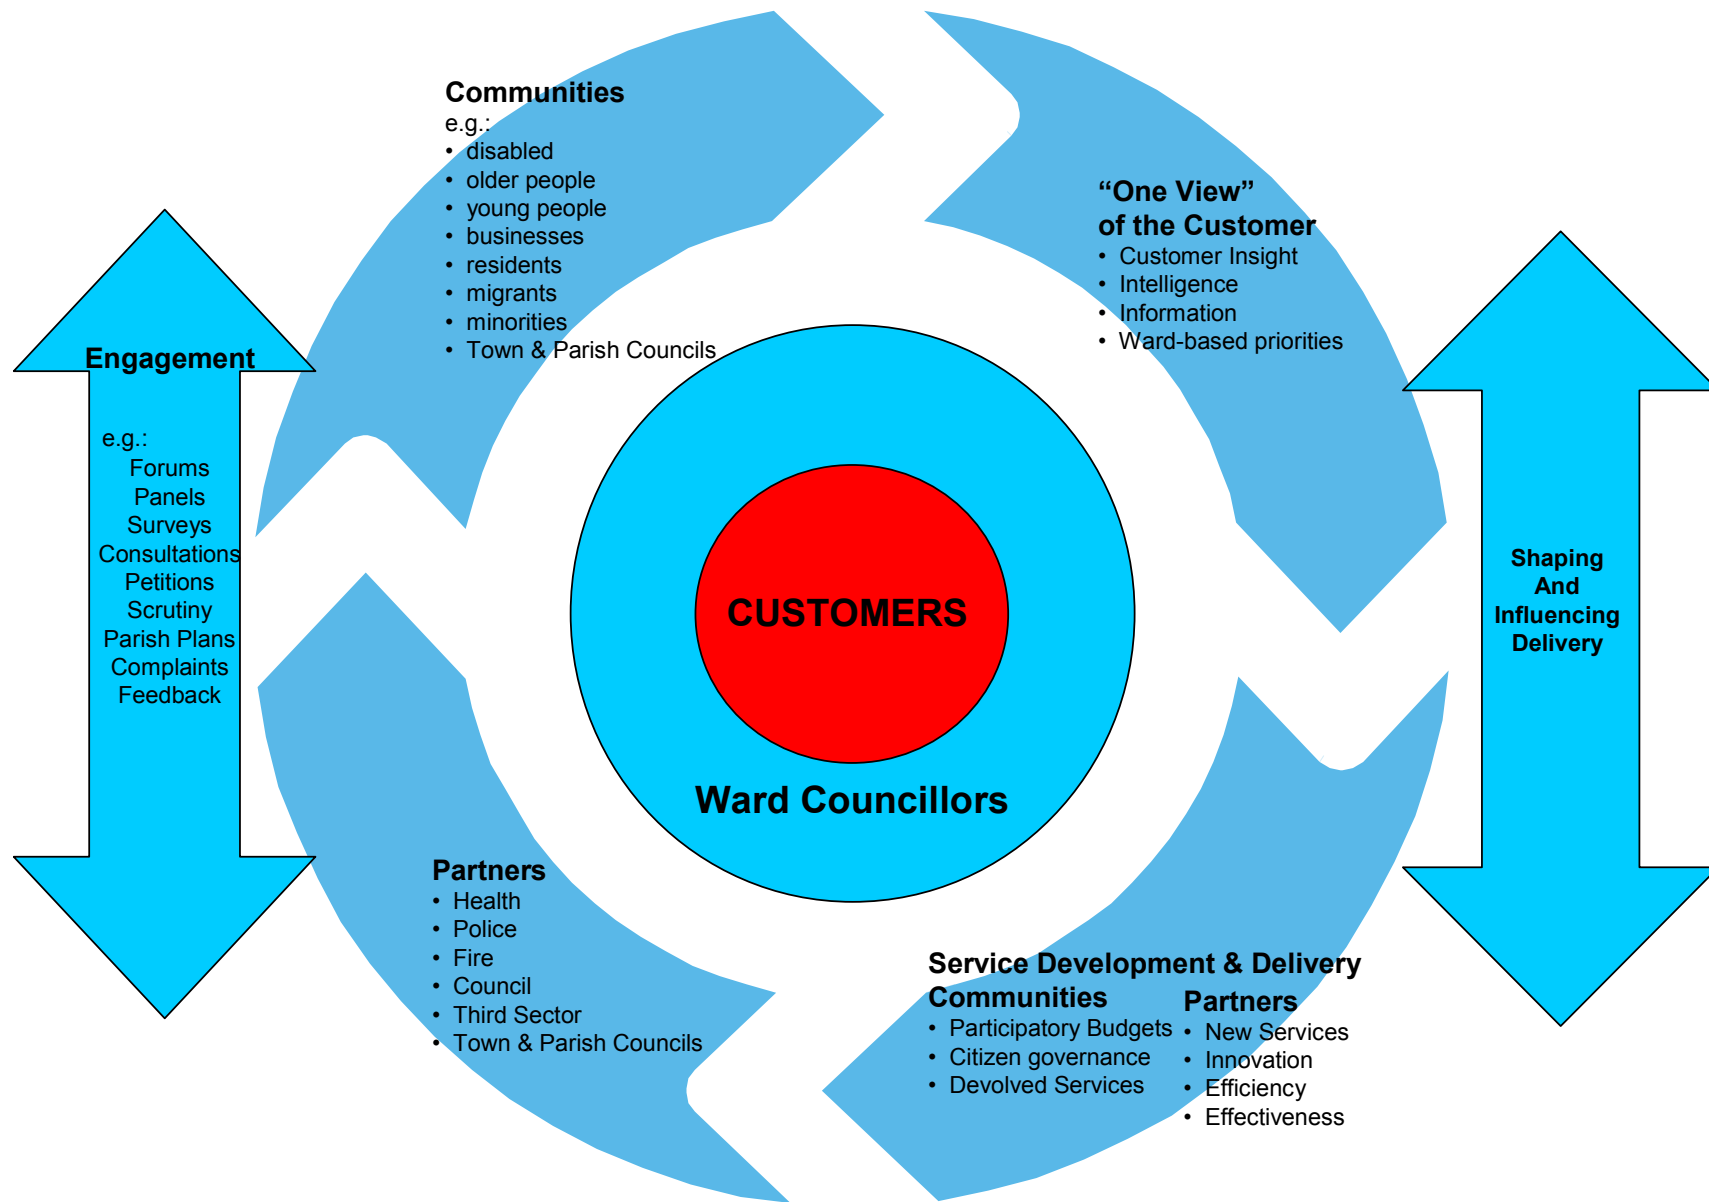 Communities
e.g.:
• disabled
• older people
• young people
• businesses
• residents
• migrants
• minorities
• Town & Parish Councils
“One View”
of the Customer
• Customer Insight
• Intelligence
• Information
• Ward-based priorities
Engagement
e.g.:
Forums
Panels
Surveys
Consultations
Petitions
Scrutiny
Parish Plans
Complaints
Feedback
CUSTOMERS
Ward Councillors
Shaping
And
Influencing
Delivery
Partners
• Health
• Police
• Fire
• Council
• Third Sector
• Town & Parish Councils
Service Development & Delivery
Communities
• Participatory Budgets
• Citizen governance
• Devolved Services
Partners
• New Services
• Innovation
• Efficiency
• Effectiveness